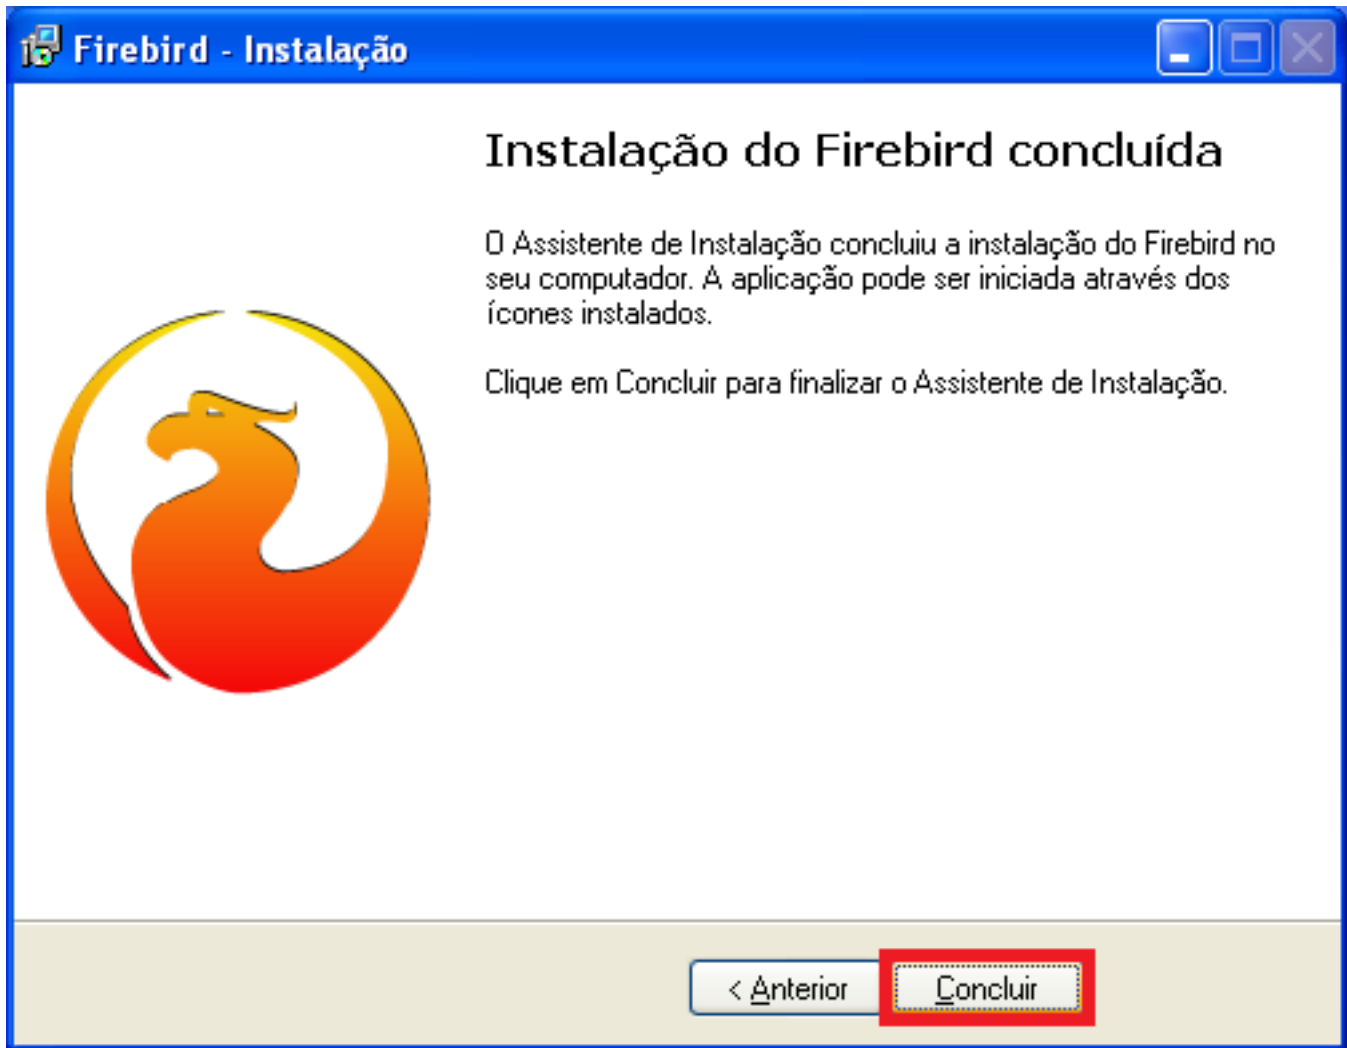 Firebird - Instalação
Instalação do Firebird concluída
O Assistente de Instalação concluiu a instalação do Firebird no
seu computador. A aplicação pode ser iniciada através dos
ícones instalados.
Clique em Concluir para finalizar o Assistente de Instalação.
< Anterior
Concluir